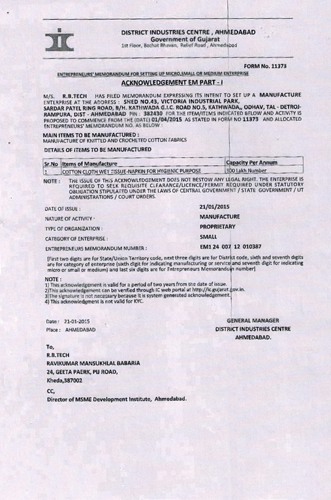 DISTRICT INDUSTRIES CENTRE , AHMEDABAD
Government of Gujarat
1st Floor, Bachat Bhavan, Relief Road , Ahmedabad
FORM No. 11373
ENTREPRENEURS' MEMORANDUM FOR SETTING UP MICRO,SMALL OR MEDIUM ENTERPRISE
ACKNOWLEDGEMENT EM PART - I
M/S. R.B.TECH HAS FILED MEMORANDUM EXPRESSING ITS INTENT TO SET UP A MANUFACTURE
ENTERPRISE AT THE ADDRESS : SHED NO.43, VICTORIA INDUSTRIAL PARK,
SARDAR PATEL RING ROAD, B/H. KATHWADA G.I.C. ROAD NO.5, KATHWADA., ODHAV, TAL - DETROJ-
RAMPURA, DIST - AHMEDABAD PIN : 382430 FOR THE ITEM/ITEMS INDICATED BELOW AND ACTIVITY IS
PROPOSED TO COMMENCE FROM THE (DATE) 01/04/2015 AS STATED IN FORM NO 11373 AND ALLOCATED
ENTREPRENEURS' MEMORANDUM NO. AS BELOW :
MAIN ITEMS TO BE MANUFACTURED :
MANUFACTURE OF KNITTED AND CROCHETED COTTON FABRICS
DETAILS OF ITEMS TO BE MANUFACTURED
Sr.No Items of Manufacture Capacity Per Annum
1 COTTON CLOTH WET TISSUE-NAPKIN FOR HYGIENIC PURPOSE 100 Lakh Number
NOTE : THE ISSUE OF THIS ACKNOWLEDGEMENT DOES NOT BESTOW ANY LEGAL RIGHT. THE ENTERPRISE IS
REQUIRED TO SEEK REQUISITE CLEARANCE/LICENCE/PERMIT REQUIRED UNDER STATUTORY
OBLIGATION STIPULATED UNDER THE LAWS OF CENTRAL GOVERNMENT / STATE GOVERNMENT / UT
ADMINISTRATIONS / COURT ORDERS.
DATE OF ISSUE : 21/01/2015
NATURE OF ACTIVITY - MANUFACTURE
TYPE OF ORGANIZATION : PROPRIETARY
CATEGORY OF ENTERPRISE : SMALL
ENTREPRENEURS MEMORANDUM NUMBER : EM1 24 007 12 010387
[First two digits are for State/Union Territory code, next three digits are for District code, sixth and seventh digits
are for category of enterprise (sixth digit for indicating manufacturing or service and seventh digit for indicating
micro or small or medium) and last six digits are for Entrepreneurs Memorandum number]
NOTE :
1) This acknowledgement is valid for a period of two years from the date of issue.
2)This acknowledgement can be verified through IC web portal at http://ic.gujarat.gov.in.
3)The signature is not necessary because it is system generated acknowledgement.
4)This acknowledgement is not valid for KYC.
Date : 21-01-2015
Place : AHMEDABAD
GENERAL MANAGER
DISTRICT INDUSTRIES CENTRE
AHMEDABAD.
To,
R.B.TECH
RAVIKUMAR MANSUKHLAL BABARIA
24, GEETA PAERK, PIJ ROAD,
Kheda,387002
CC,
Director of MSME Development Institute, Ahmedabad.